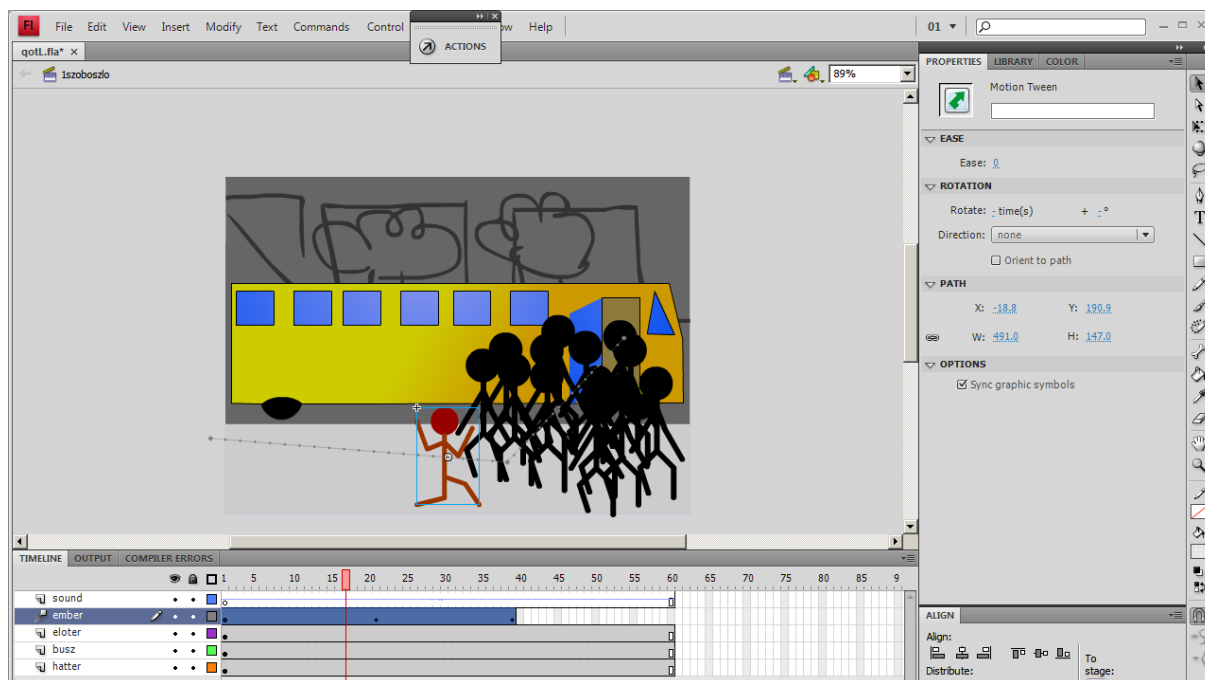 Fl File Edit View Insert Modify Text Commands Control ow Help 01
ACTIONS
qotL.fla* ×
1szoboszlo 89%
PROPERTIES LIBRARY COLOR
Motion Tween
EASE
Ease: 0
ROTATION
Rotate: - time(s) + -°
Direction: none
Orient to path
PATH
X: -18.8 Y: 190.9
W: 491.0 H: 147.0
OPTIONS
Sync graphic symbols
TIMELINE OUTPUT COMPILER ERRORS
1 5 10 15 20 25 30 35 40 45 50 55 60 65 70 75 80 85 9
sound
ember
eloter
busz
hatter
ALIGN
Align:
To
stage:
Distribute: